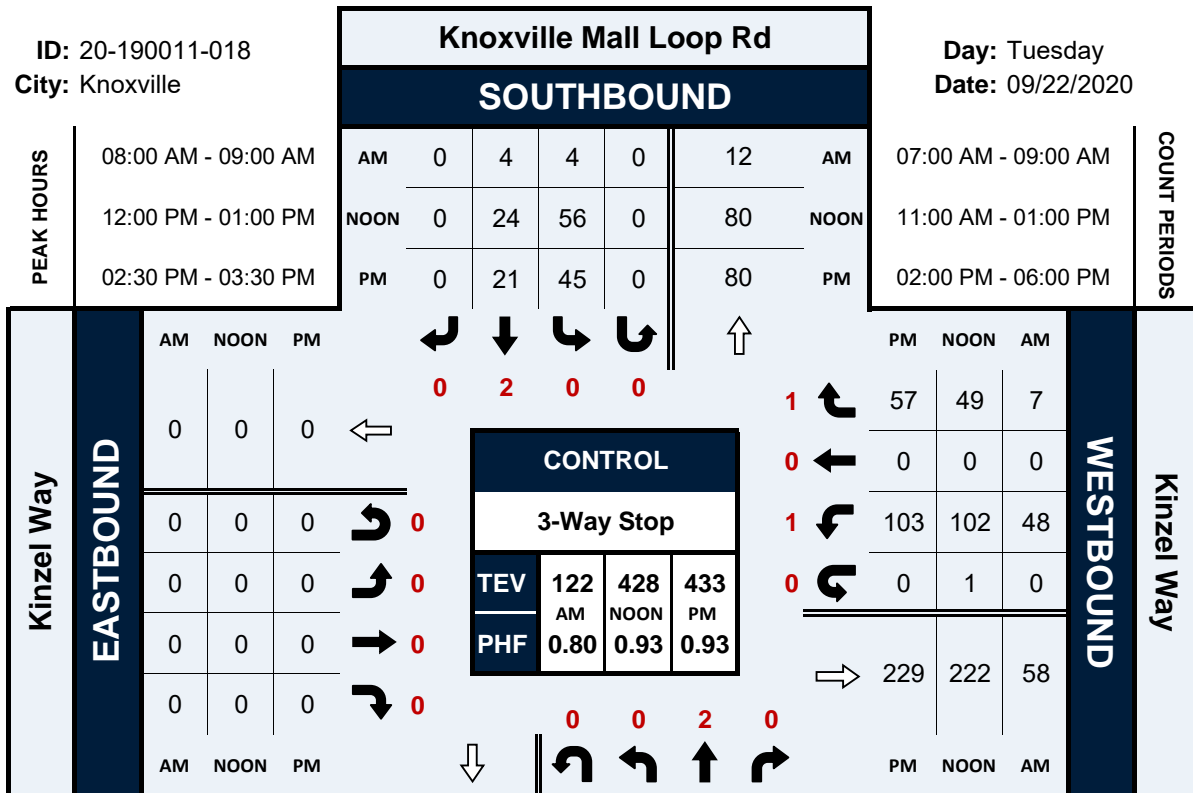 Knoxville Mall Loop Rd
ID: 20-190011-018
City: Knoxville
Day: Tuesday
Date: 09/22/2020
SOUTHBOUND
PEAK HOURS
08:00 AM - 09:00 AM
12:00 PM - 01:00 PM
02:30 PM - 03:30 PM
AM 0 4 4 0 12 AM
NOON 0 24 56 0 80 NOON
PM 0 21 45 0 80 PM
07:00 AM - 09:00 AM
11:00 AM - 01:00 PM
02:00 PM - 06:00 PM
COUNT PERIODS
0 2 0 0
Kinzel Way
EASTBOUND
AM NOON PM
0 0 0
0 0 0 0
0 0 0 0
0 0 0 0
0 0 0 0
AM NOON PM
CONTROL
3-Way Stop
TEV 122 428 433
AM NOON PM
PHF 0.80 0.93 0.93
PM NOON AM
1 57 49 7
0 0 0 0
1 103 102 48
0 0 1 0
229 222 58
PM NOON AM
WESTBOUND
Kinzel Way
0 0 2 0